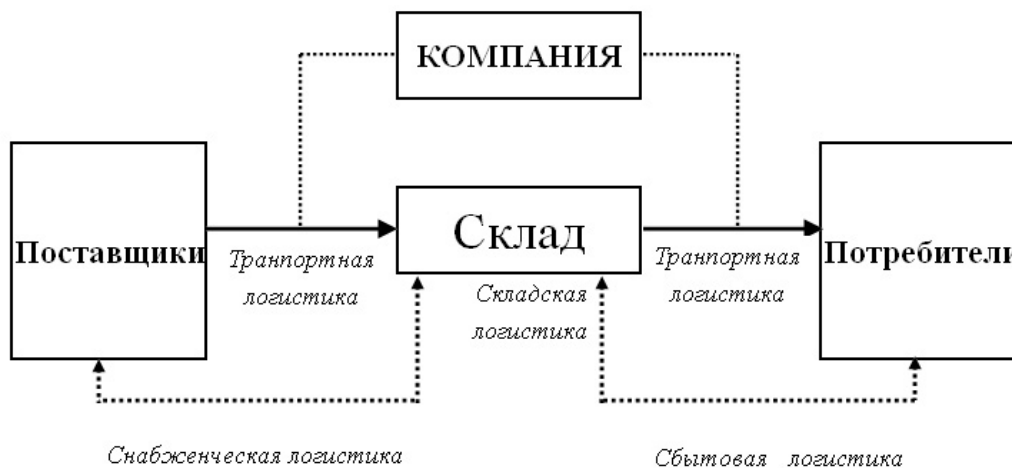 КОМПАНИЯ
Поставщики
Склад
Потребители
Транпортная
логистика
Складская
логистика
Транпортная
логистика
Снабженческая логистика
Сбытовая логистика